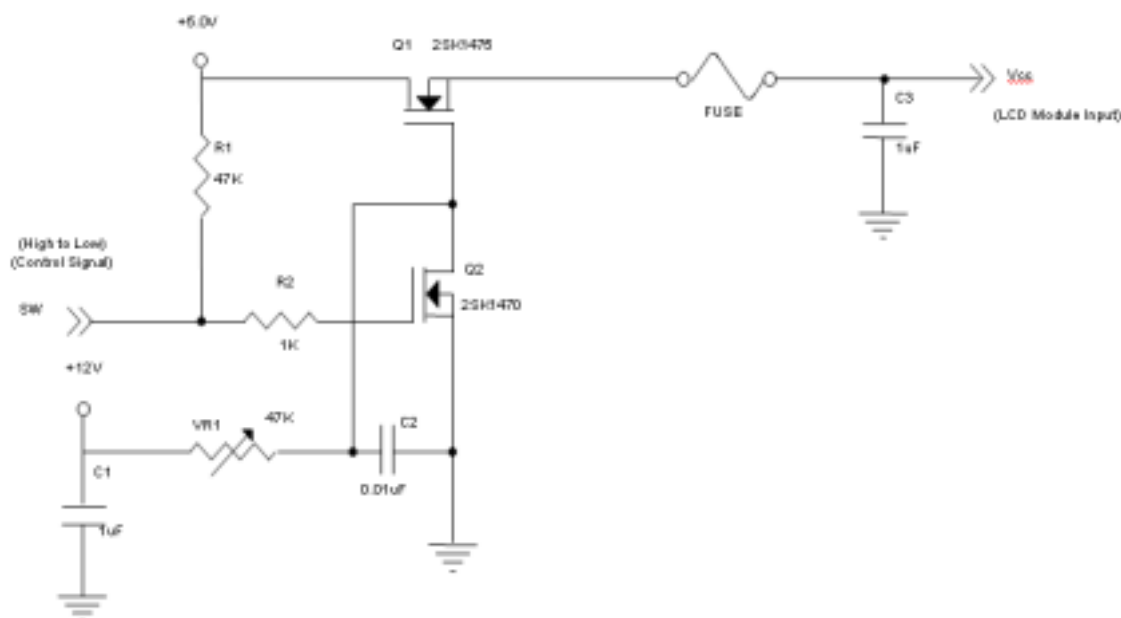 +5.0V
Q1 2SK1475
Vcc
C3
FUSE
(LCD Module Input)
R1
1uF
47K
(High to Low)
(Control Signal)
Q2
R2
SW
2SK1470
1K
+12V
47K
VR1
C2
C1
0.01uF
1uF